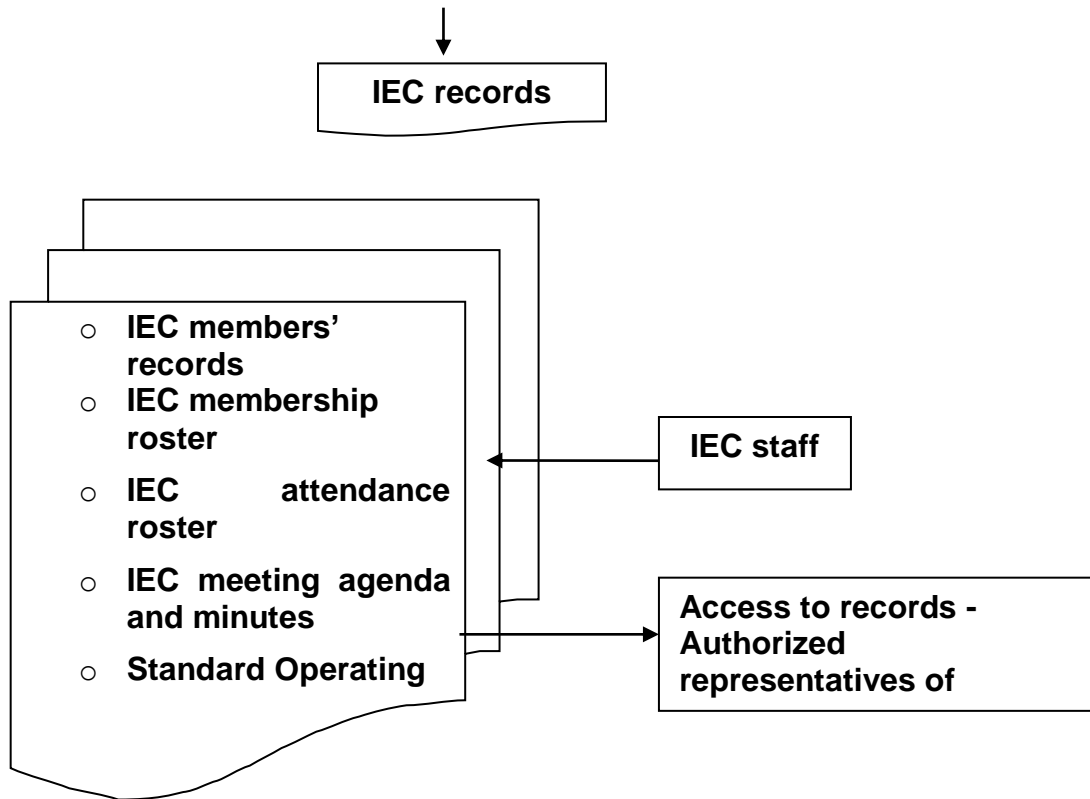 IEC records
○ IEC members’
records
○ IEC membership
roster
○ IEC attendance
roster
○ IEC meeting agenda
and minutes
○ Standard Operating
IEC staff
Access to records -
Authorized
representatives of